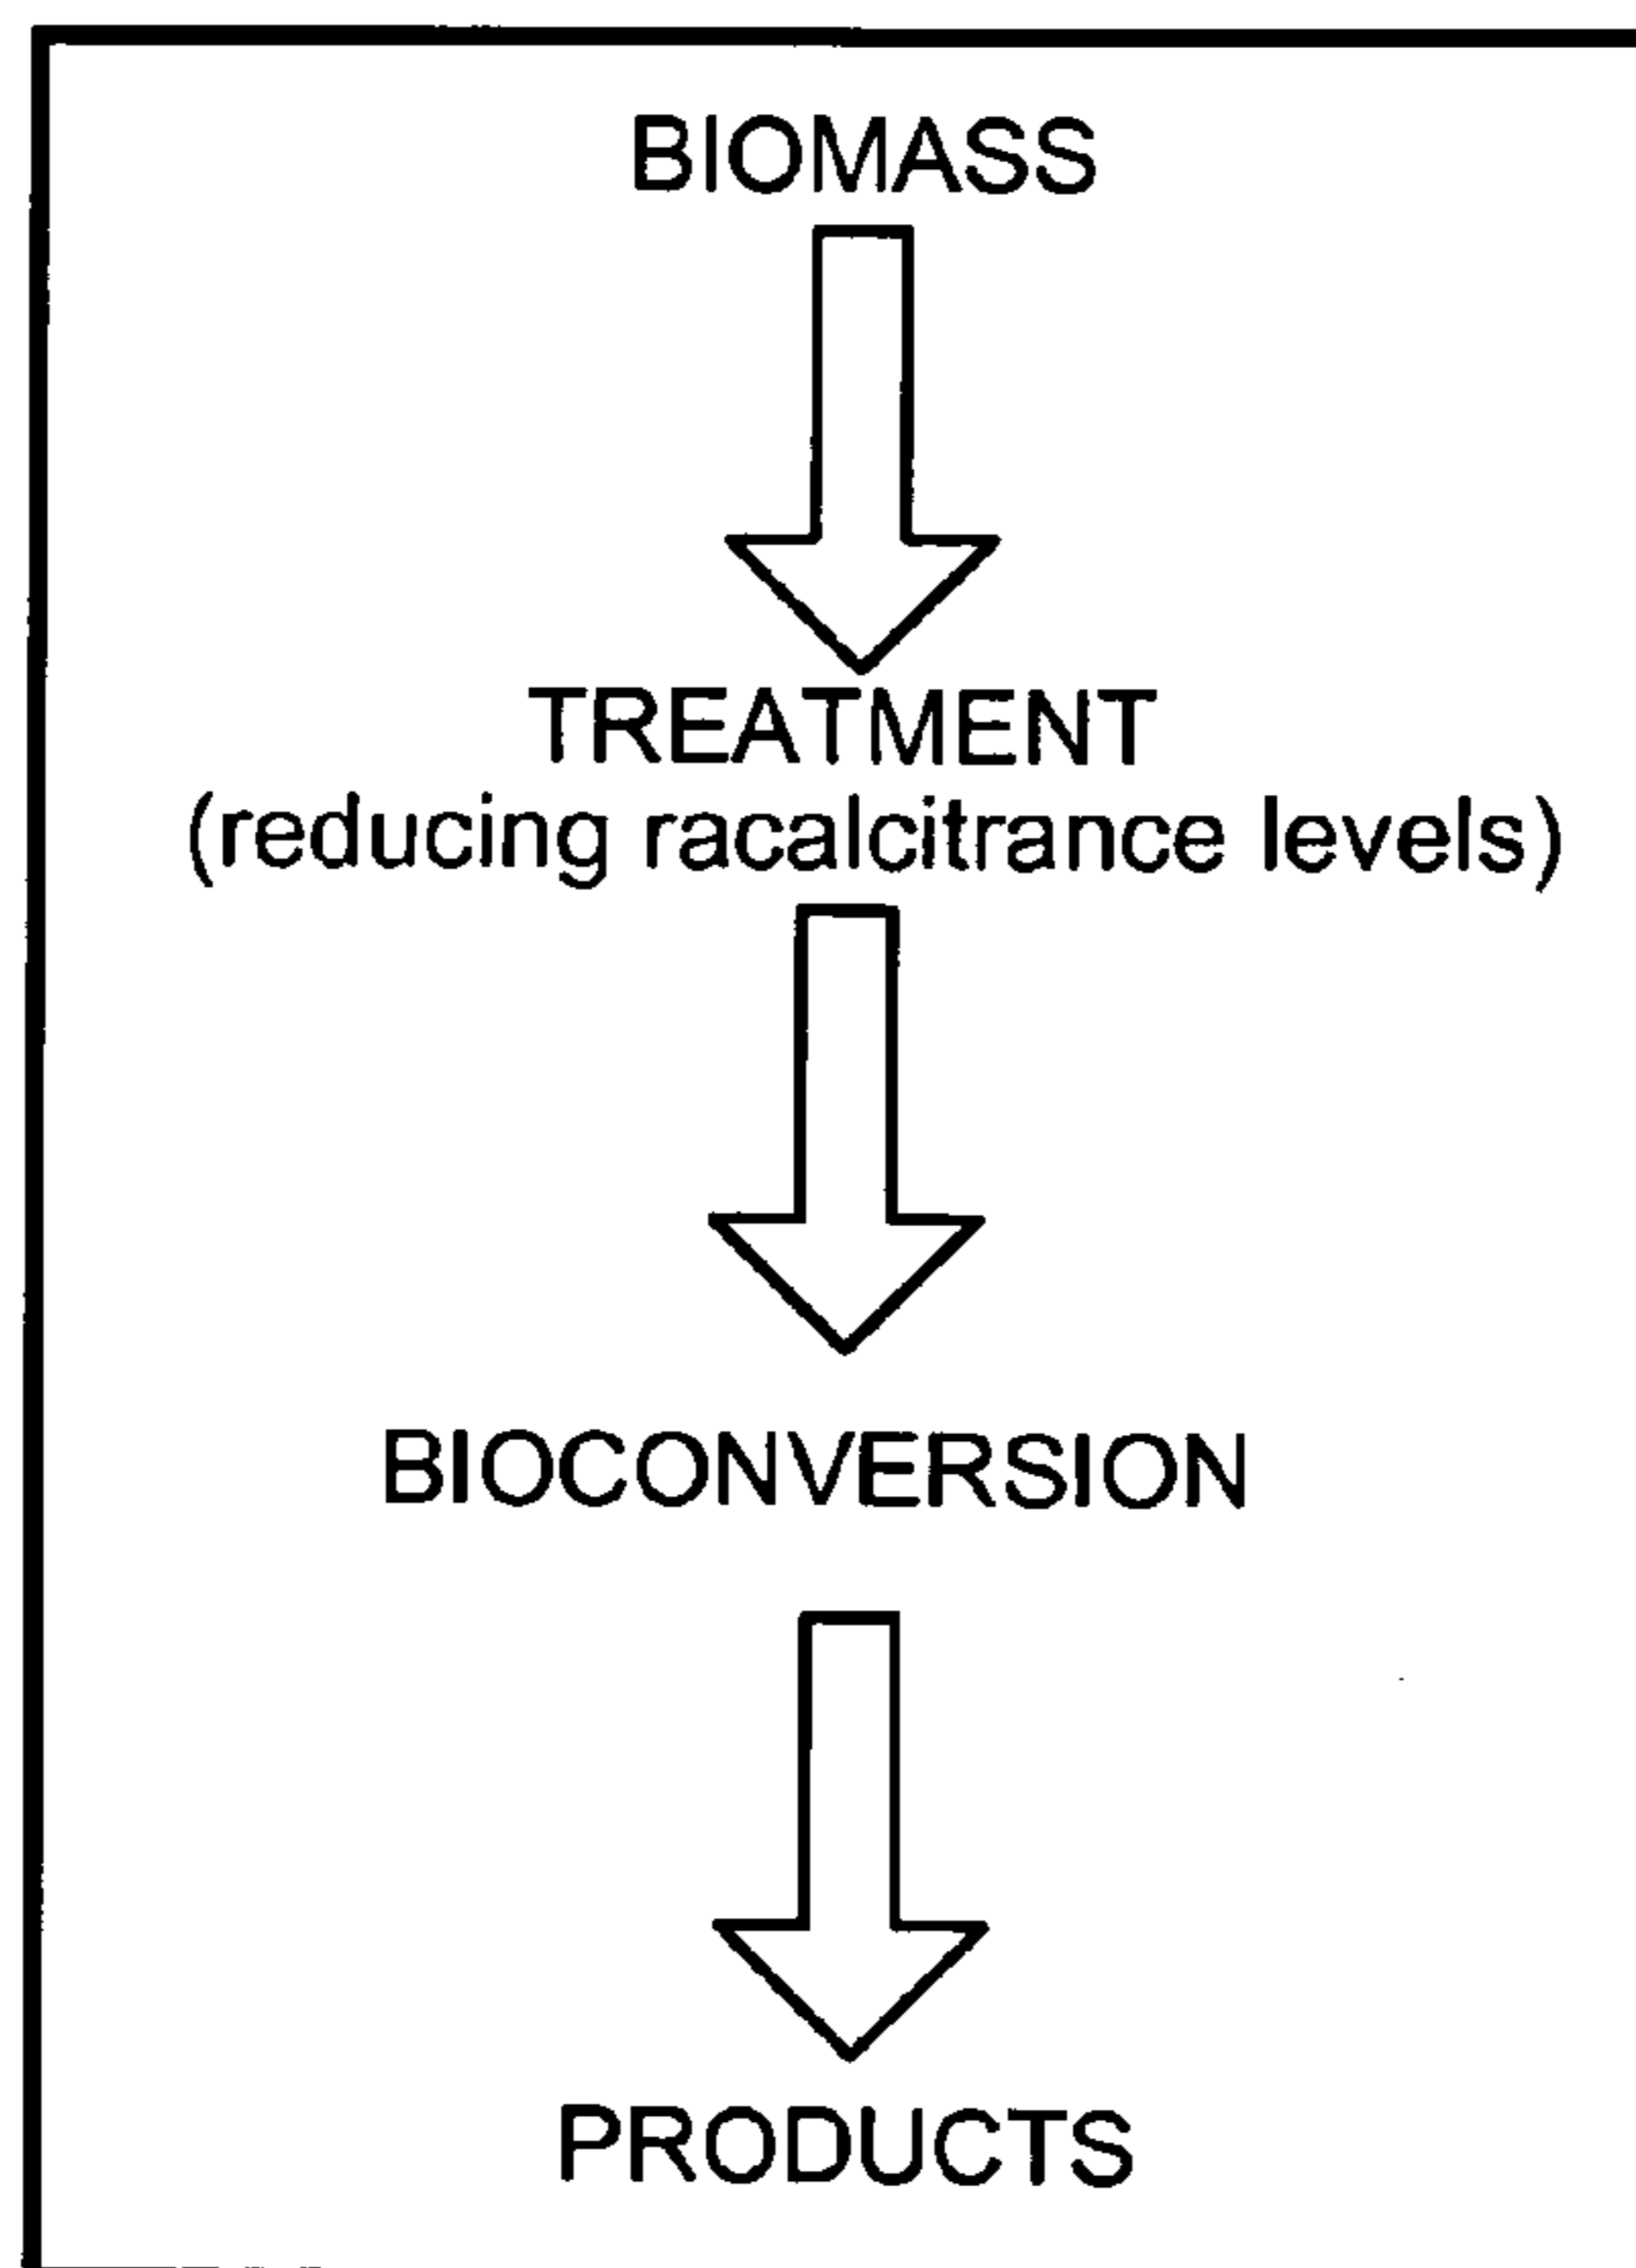 BIOMASS
TREATMENT
(reducing racalcitrance levels)
BIOCONVERSION
PRODUCTS